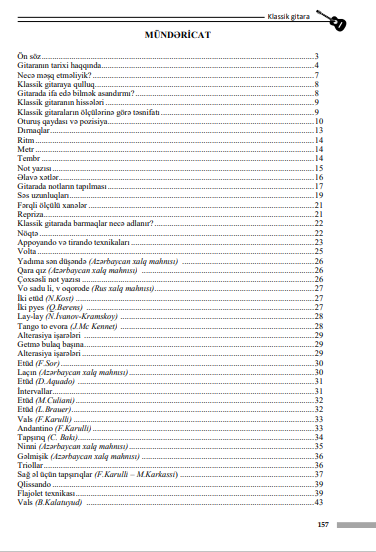 Klassik gitara
MÜNDƏRİCAT
Ön söz 3
Gitaranın tarixi haqqında 4
Necə məşq etməliyik? 7
Klassik gitaraya qulluq 8
Gitarada ifa edə bilmək asandırmı? 8
Klassik gitaranın hissələri 9
Klassik gitaraların ölçülərinə görə təsnifatı 9
Oturuş qaydası və pozisiya 10
Dırnaqlar 13
Ritm 14
Metr 14
Tembr 14
Not yazısı 15
Əlavə xətlər 16
Gitarada notların tapılması 17
Səs uzunluqları 19
Fərqli ölçülü xanələr 21
Repriza 21
Klassik gitarada barmaqlar necə adlanır? 22
Nöqtə 22
Appoyando və tirando texnikaları 23
Volta 25
Yadıma sən düşəndə (Azərbaycan xalq mahnısı) 26
Qara qız (Azərbaycan xalq mahnısı) 26
Çoxsəsli not yazısı 26
Vo sadu li, v oqorode (Rus xalq mahnısı) 27
İki etüd (N.Kost) 27
İki pyes (Q.Berens) 27
Lay-lay (N.İvanov-Kramskoy) 28
Tango to evora (J.Mc Kennet) 28
Alterasiya işarələri 29
Getmə bulaq başına 29
Alterasiya işarələri 29
Etüd (F.Sor) 30
Laçın (Azərbaycan xalq mahnısı) 30
Etüd (D.Aquado) 31
İntervallar 31
Etüd (M.Culiani) 32
Etüd (L.Brauer) 32
Vals (F.Karulli) 33
Andantino (F.Karulli) 33
Tapşırıq (C. Bakı) 34
Ninni (Azərbaycan xalq mahnısı) 35
Gəlmişik (Azərbaycan xalq mahnısı) 36
Triollar 36
Sağ əl üçün tapşırıqlar (F.Karulli – M.Karkassi) 37
Qlissando 39
Flajolet texnikası 39
Vals (B.Kalatuyud) 43
157